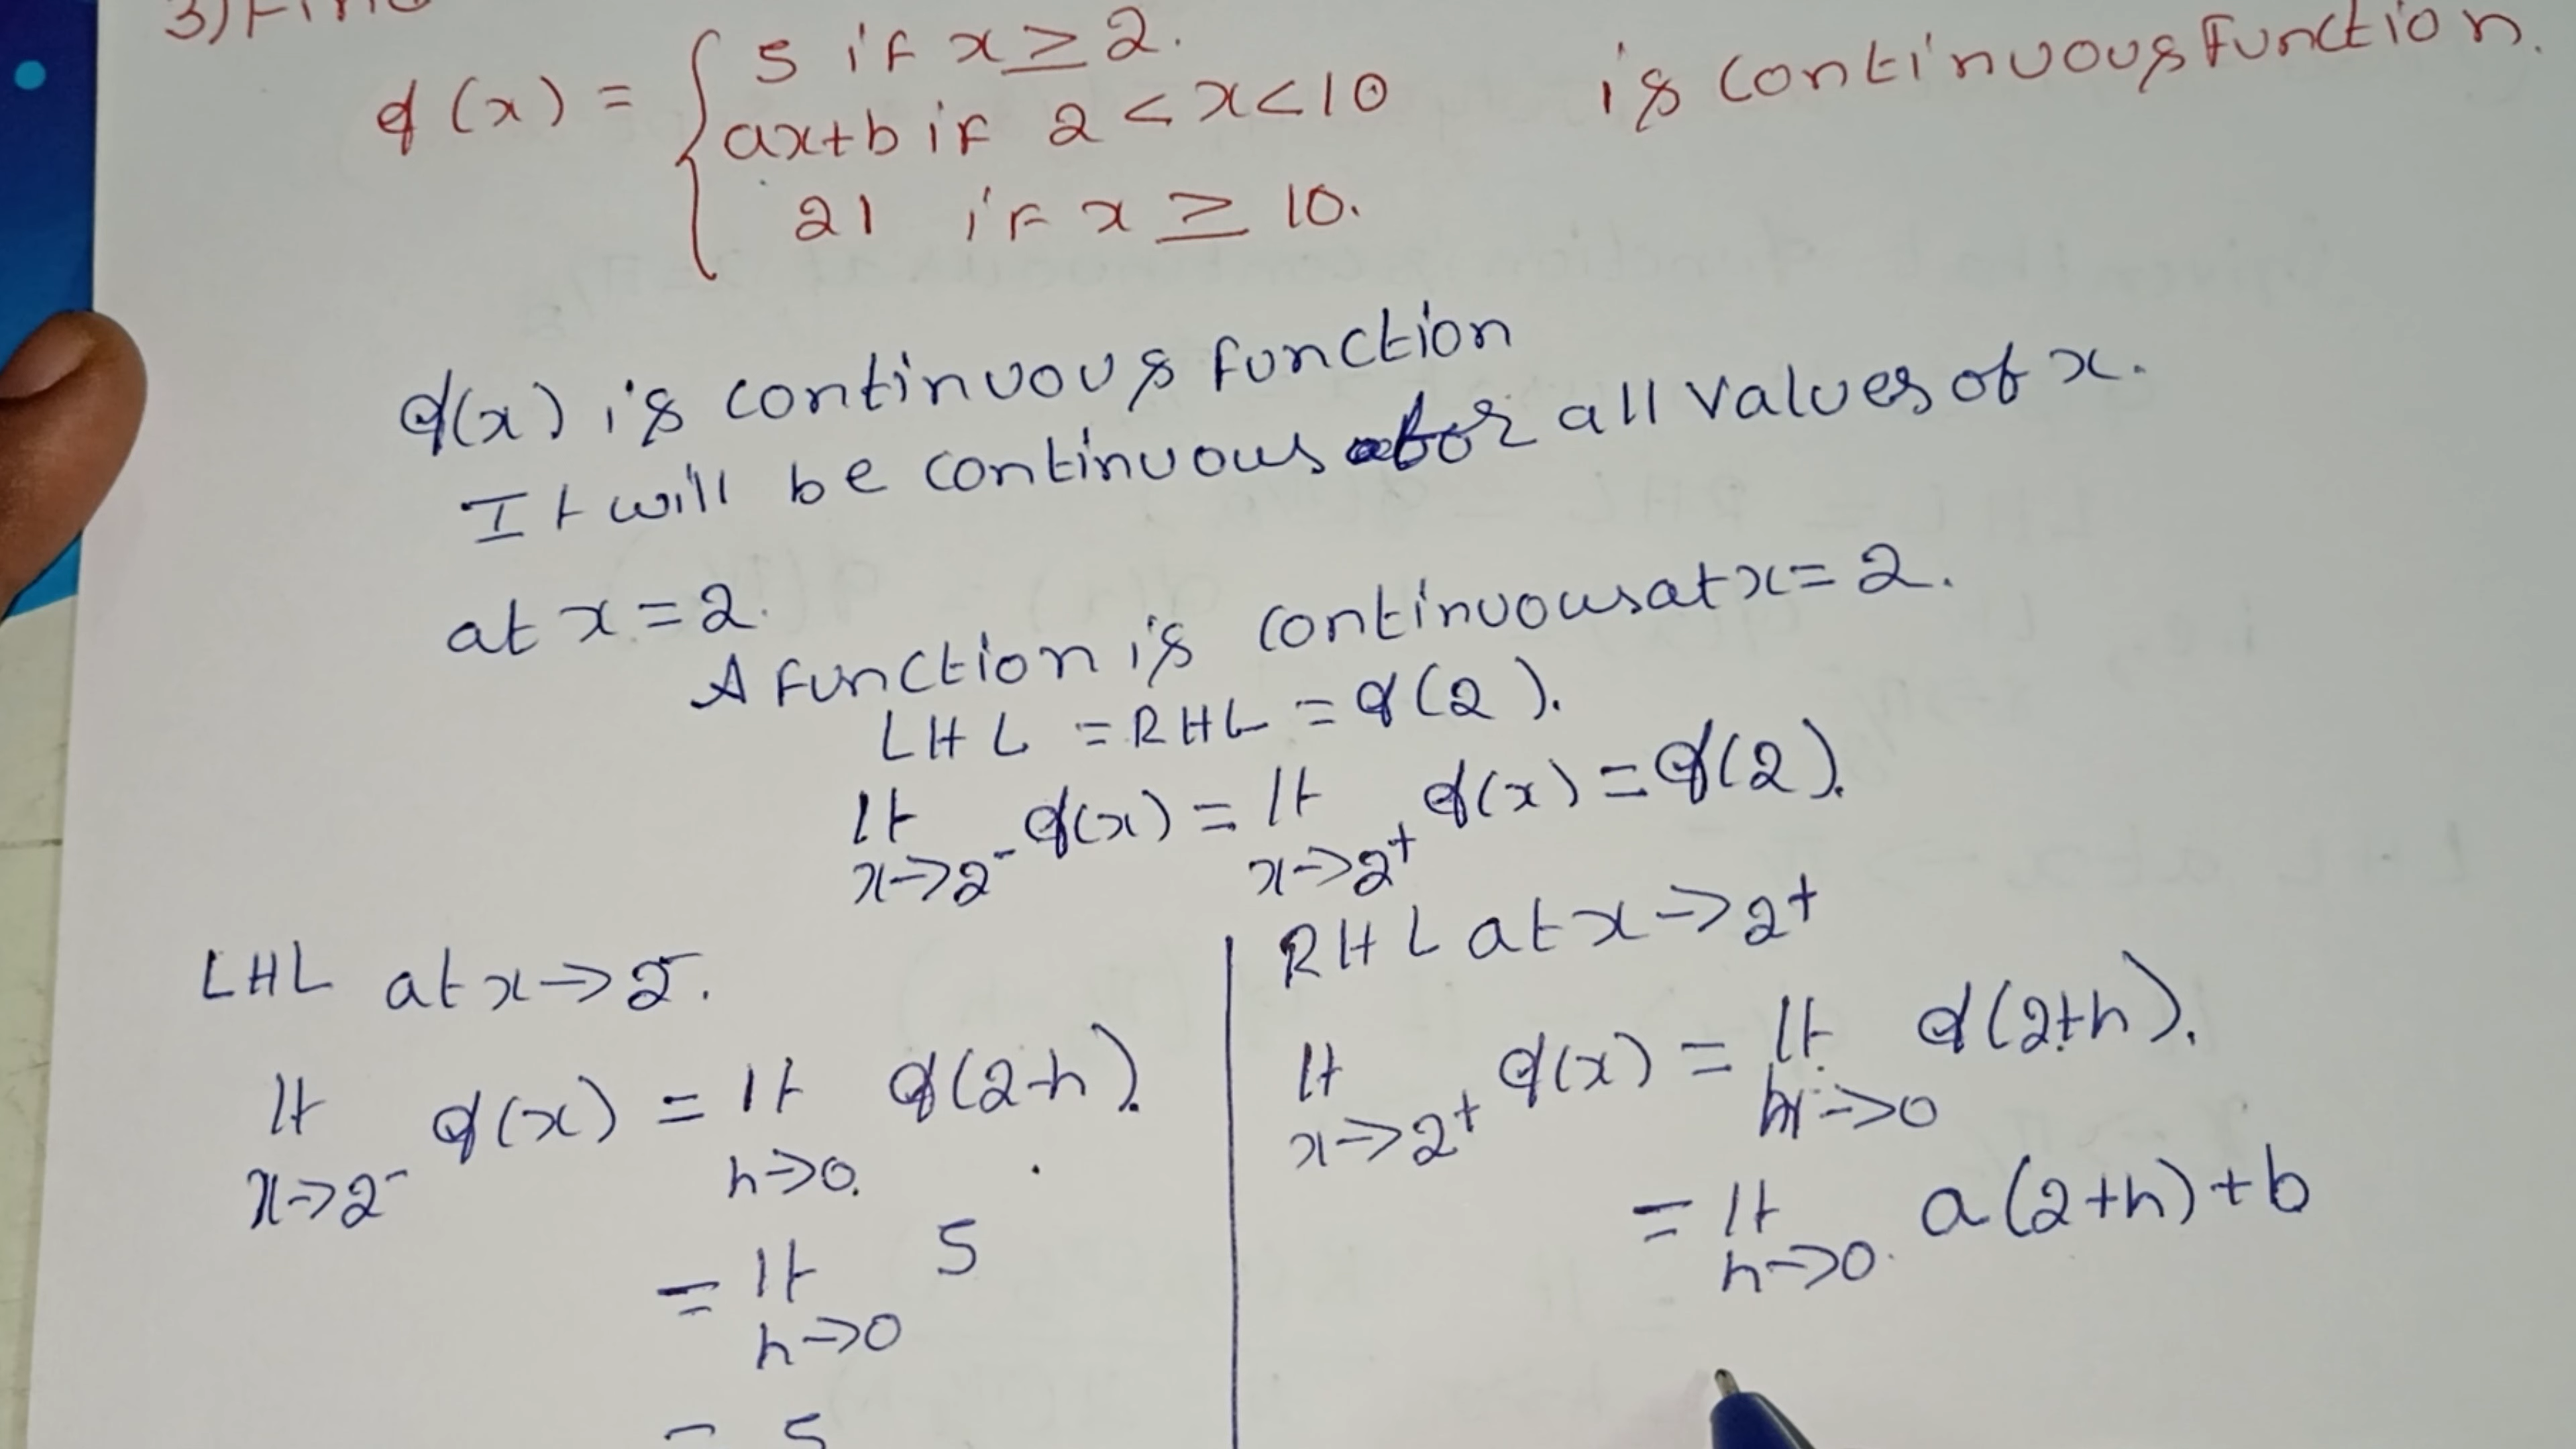 3) Find
f(x) = { 5 if x ≥ 2.
ax+b if 2 < x < 10 is continuous function.
21 if x ≥ 10.
f(x) is continuous function
It will be continuous for all values of x.
at x = 2.
A function is continuous at x = 2.
LHL = RHL = f(2).
lt x→2⁻ f(x) = lt x→2⁺ f(x) = f(2).
LHL at x→2⁻.
lt x→2⁻ f(x) = lt h→0. f(2-h).
= lt h→0 5
= 5
RHL at x→2⁺
lt x→2⁺ f(x) = lt h→0 f(2+h).
= lt h→0. a(2+h)+b